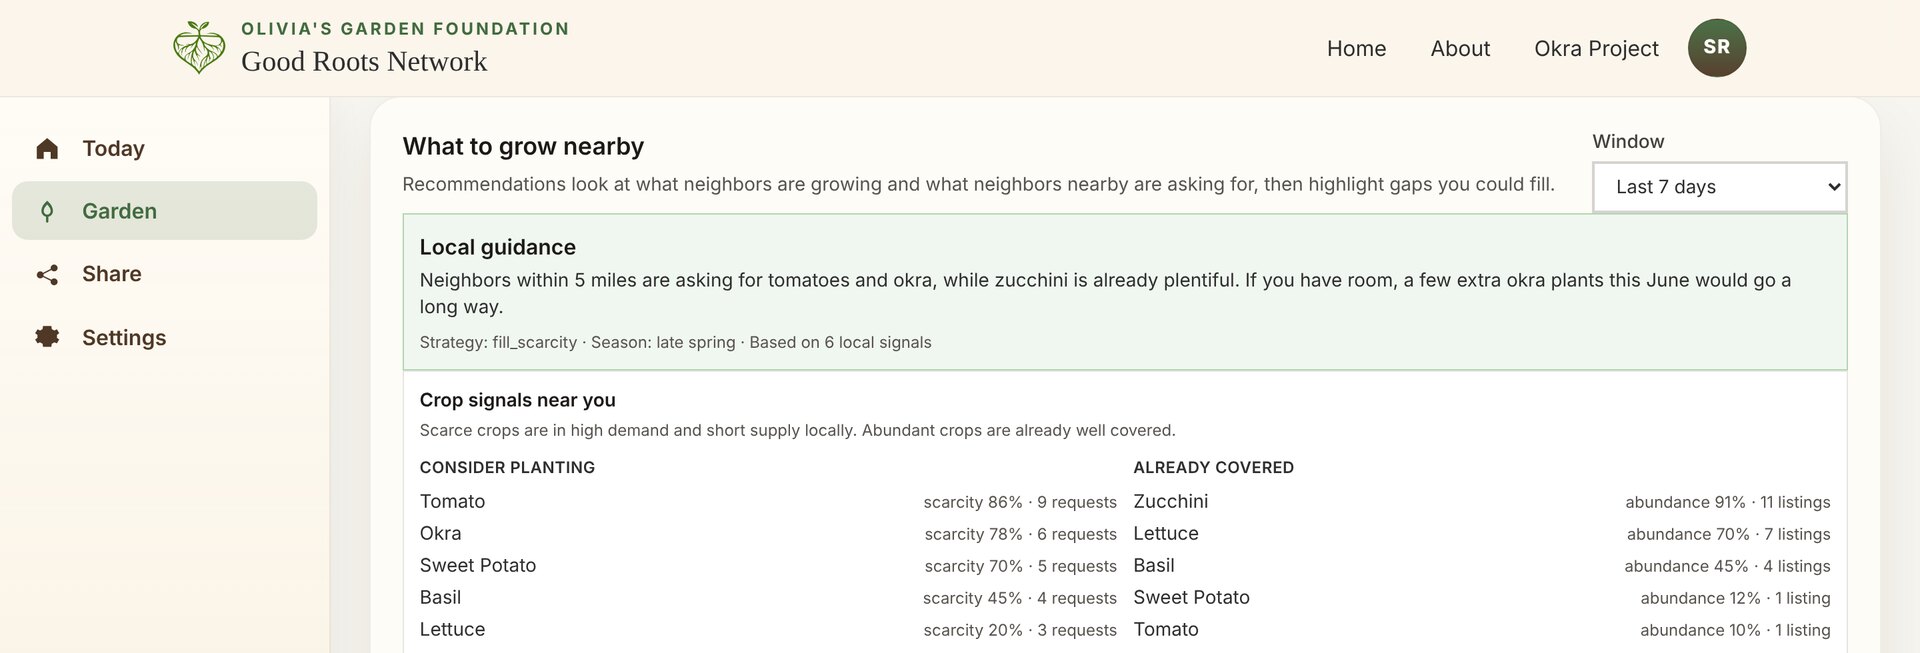 OLIVIA'S GARDEN FOUNDATION
Good Roots Network
Home
About
Okra Project
SR
Today
Garden
Share
Settings
What to grow nearby
Recommendations look at what neighbors are growing and what neighbors nearby are asking for, then highlight gaps you could fill.
Window
Last 7 days
Local guidance
Neighbors within 5 miles are asking for tomatoes and okra, while zucchini is already plentiful. If you have room, a few extra okra plants this June would go a
long way.
Strategy: fill_scarcity · Season: late spring · Based on 6 local signals
Crop signals near you
Scarce crops are in high demand and short supply locally. Abundant crops are already well covered.
CONSIDER PLANTING
Tomato scarcity 86% · 9 requests
Okra scarcity 78% · 6 requests
Sweet Potato scarcity 70% · 5 requests
Basil scarcity 45% · 4 requests
Lettuce scarcity 20% · 3 requests
ALREADY COVERED
Zucchini abundance 91% · 11 listings
Lettuce abundance 70% · 7 listings
Basil abundance 45% · 4 listings
Sweet Potato abundance 12% · 1 listing
Tomato abundance 10% · 1 listing